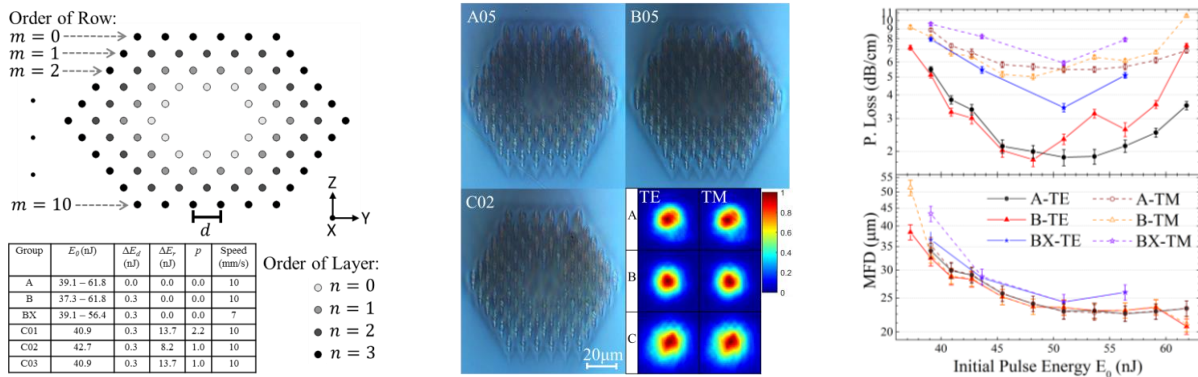 Order of Row:
m = 0
m = 1
m = 2
m = 10
d
Z
Y
X
Group E₀ (nJ) ΔE_d (nJ) ΔE_r (nJ) p Speed (mm/s)
A 39.1 – 61.8 0.0 0.0 0.0 10
B 37.3 – 61.8 0.3 0.0 0.0 10
BX 39.1 – 56.4 0.3 0.0 0.0 7
C01 40.9 0.3 13.7 2.2 10
C02 42.7 0.3 8.2 1.0 10
C03 40.9 0.3 13.7 1.0 10
Order of Layer:
n = 0
n = 1
n = 2
n = 3
A05
B05
C02
20μm
TE TM
A
B
C
1
0.8
0.6
0.4
0.2
0
P. Loss (dB/cm)
11
10
9
8
7
6
5
4
3
2
MFD (μm)
55
50
45
40
35
30
25
20
A-TE A-TM
B-TE B-TM
BX-TE BX-TM
40 45 50 55 60
Initial Pulse Energy E₀ (nJ)